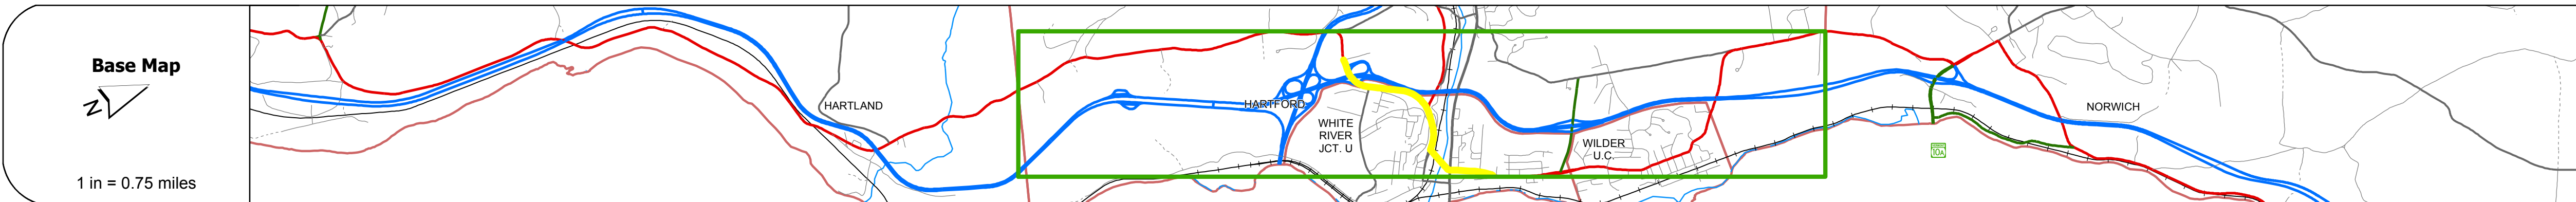 Base Map
N
1 in = 0.75 miles
HARTLAND
HARTFORD
WHITE
RIVER
JCT. U
WILDER
U.C.
10A
NORWICH